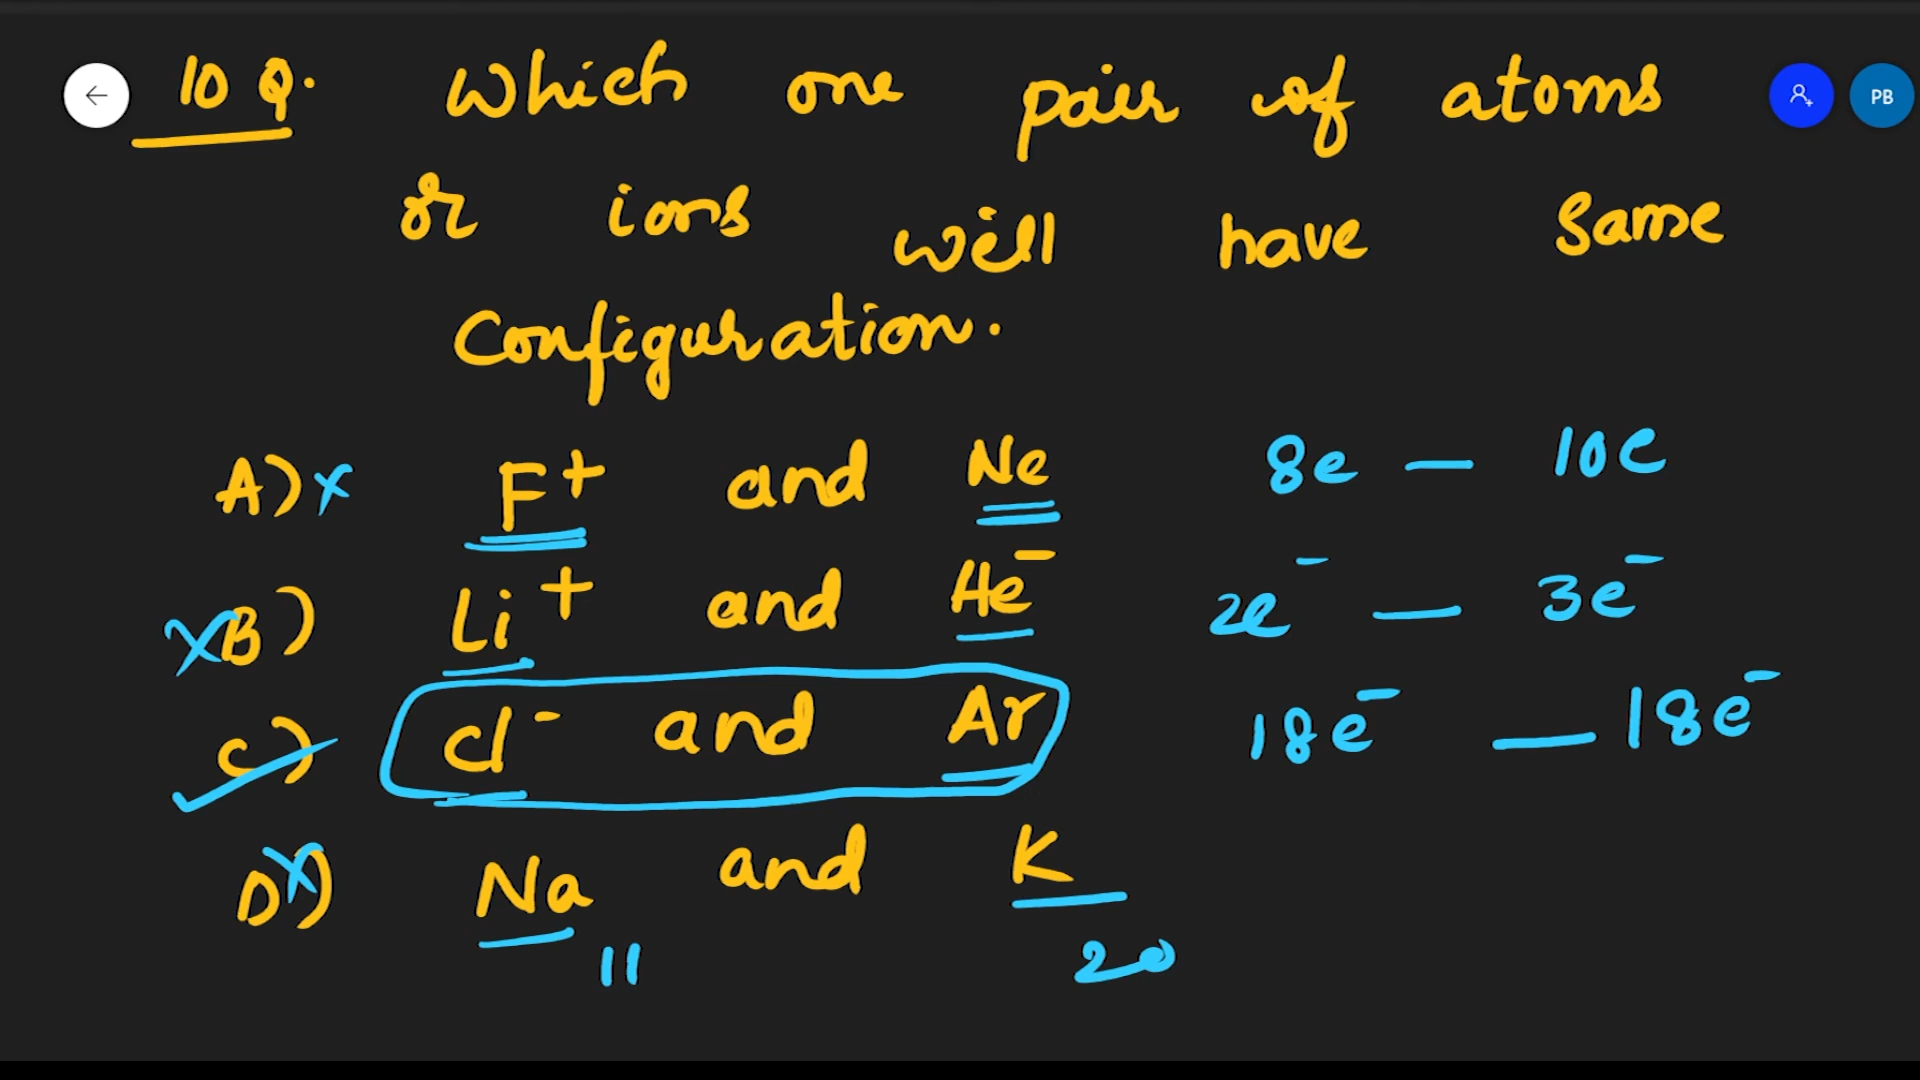 10 Q. Which one pair of atoms
PB
or ions will have same
Configuration.
A) x F+ and Ne 8e — 10e
x B) Li+ and He- 2e- — 3e-
C) Cl- and Ar 18e- — 18e-
D) x Na and K
11 20